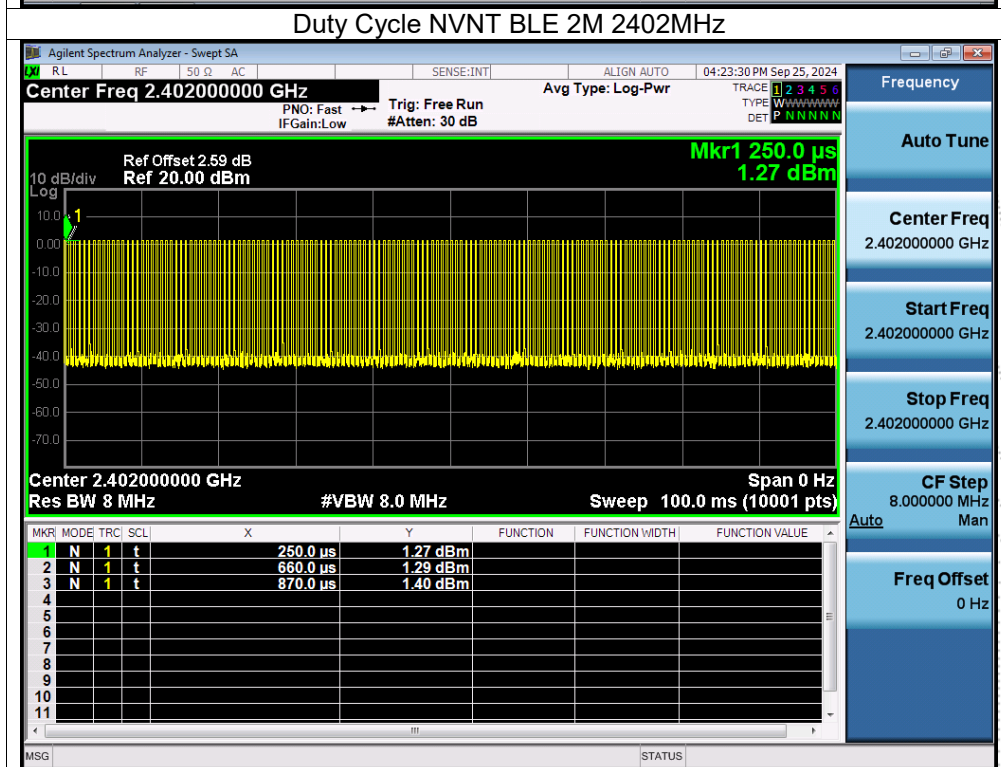 Duty Cycle NVNT BLE 2M 2402MHz
Agilent Spectrum Analyzer - Swept SA
LXI RL RF 50 Ω AC SENSE:INT ALIGN AUTO 04:23:30 PM Sep 25, 2024
Center Freq 2.402000000 GHz
PNO: Fast
IFGain:Low
Trig: Free Run
#Atten: 30 dB
Avg Type: Log-Pwr
TRACE 1 2 3 4 5 6
TYPE WWWWWWW
DET P N N N N N
Ref Offset 2.59 dB
10 dB/div Ref 20.00 dBm
Log
Mkr1 250.0 µs
1.27 dBm
1
10.0
0.00
-10.0
-20.0
-30.0
-40.0
-50.0
-60.0
-70.0
Center 2.402000000 GHz Span 0 Hz
Res BW 8 MHz #VBW 8.0 MHz Sweep 100.0 ms (10001 pts)
MKR MODE TRC SCL X Y FUNCTION FUNCTION WIDTH FUNCTION VALUE
1 N 1 t 250.0 µs 1.27 dBm
2 N 1 t 660.0 µs 1.29 dBm
3 N 1 t 870.0 µs 1.40 dBm
4
5
6
7
8
9
10
11
MSG STATUS
Frequency
Auto Tune
Center Freq
2.402000000 GHz
Start Freq
2.402000000 GHz
Stop Freq
2.402000000 GHz
CF Step
8.000000 MHz
Auto Man
Freq Offset
0 Hz